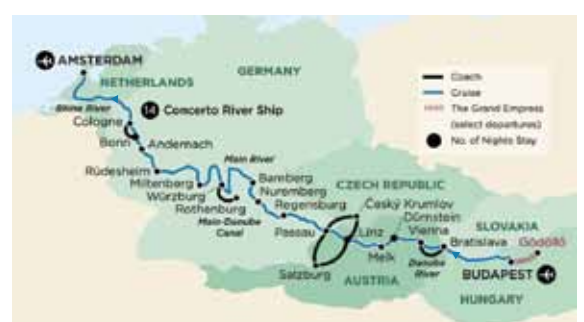 AMSTERDAM
NETHERLANDS
GERMANY
Rhine River
14 Concerto River Ship
Cologne
Bonn
Andernach
Rüdesheim
Main River
Miltenberg
Würzburg
Rothenburg
Bamberg
Nuremberg
Regensburg
Main-Danube
Canal
Passau
CZECH REPUBLIC
Český Krumlov
Dürnstein
Linz
Vienna
Melk
Salzburg
AUSTRIA
Danube
River
Bratislava
SLOVAKIA
Gödöllő
BUDAPEST
HUNGARY
Coach
Cruise
The Grand Empress
(select departures)
No. of Nights Stay